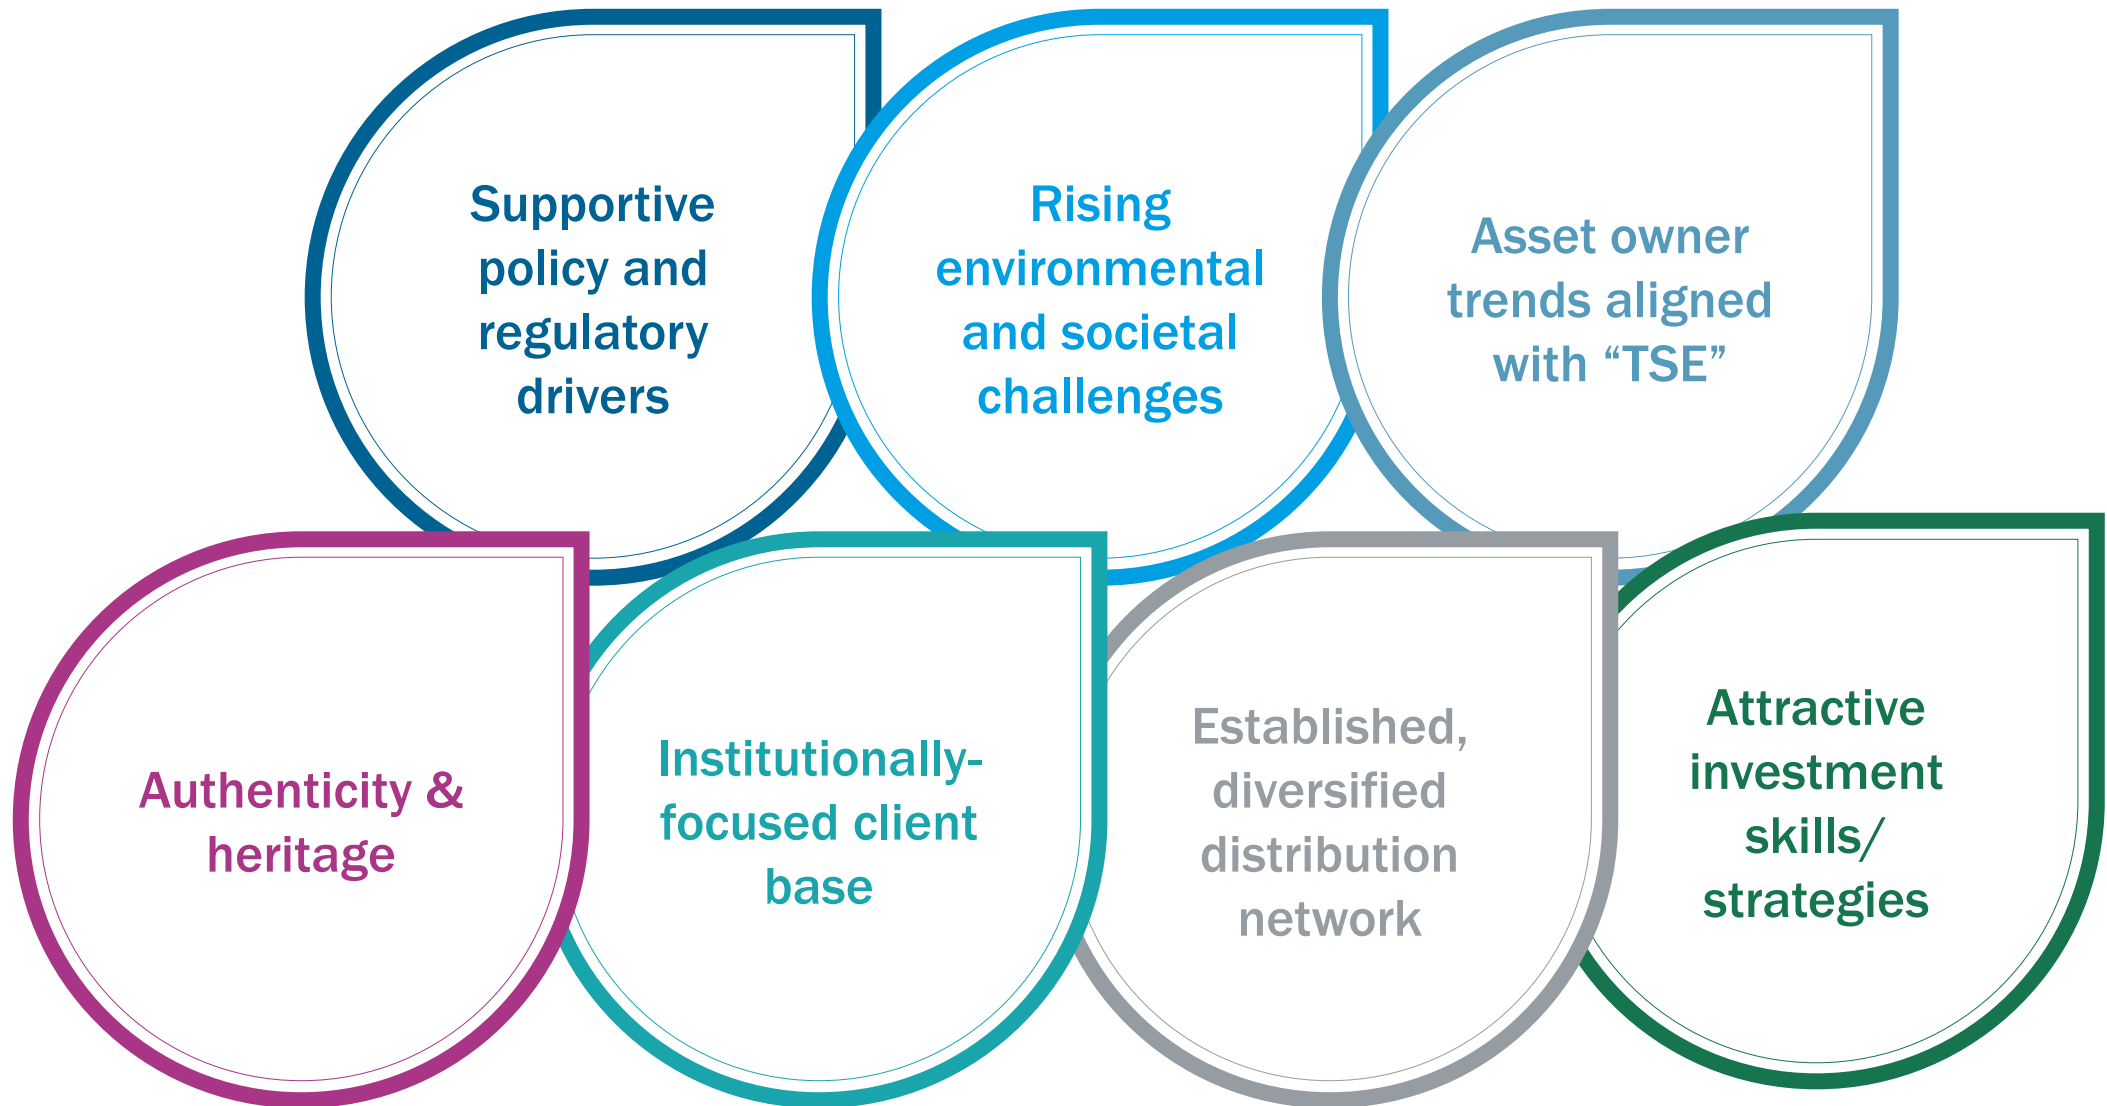 Supportive
policy and
regulatory
drivers
Rising
environmental
and societal
challenges
Asset owner
trends aligned
with “TSE”
Authenticity &
heritage
Institutionally-
focused client
base
Established,
diversified
distribution
network
Attractive
investment
skills/
strategies